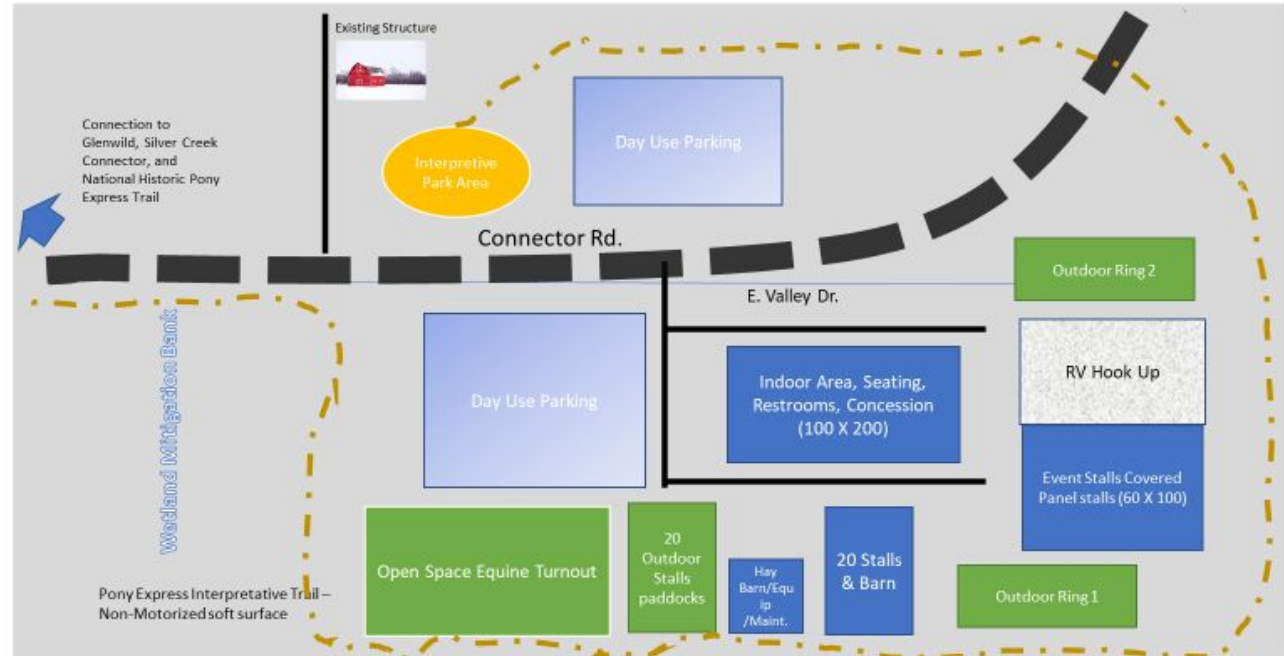 Existing Structure
Connection to
Glenwild, Silver Creek
Connector, and
National Historic Pony
Express Trail
Day Use Parking
Interpretive
Park Area
Connector Rd.
Outdoor Ring 2
E. Valley Dr.
Wetland Mitigation Bank
Day Use Parking
Indoor Area, Seating,
Restrooms, Concession
(100 X 200)
RV Hook Up
Event Stalls Covered
Panel stalls (60 X 100)
Open Space Equine Turnout
20
Outdoor
Stalls
paddocks
Hay
Barn/Equ
ip
/Maint.
20 Stalls
& Barn
Outdoor Ring 1
Pony Express Interpretative Trail –
Non-Motorized soft surface